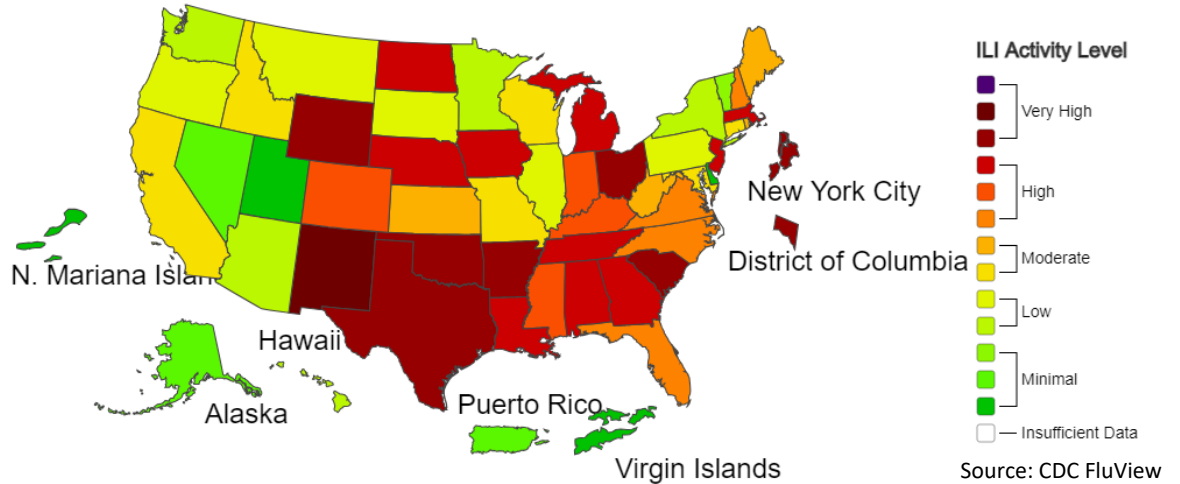 ILI Activity Level
Very High
High
Moderate
Low
Minimal
Insufficient Data
New York City
District of Columbia
N. Mariana Islan
Hawaii
Alaska
Puerto Rico
Virgin Islands
Source: CDC FluView